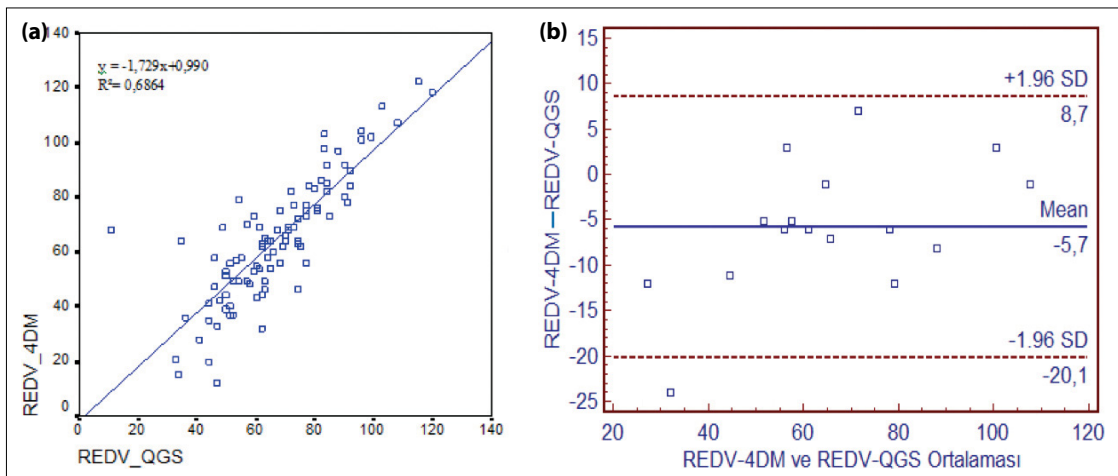 (a)
140
120
100
80
60
40
20
0
y = -1,729x+0,990
R²= 0,6864
REDV_4DM
0 20 40 60 80 100 120 140
REDV_QGS
(b)
15
10
5
0
-5
-10
-15
-20
-25
REDV-4DM—REDV-QGS
+1.96 SD
8,7
Mean
-5,7
-1.96 SD
-20,1
20 40 60 80 100 120
REDV-4DM ve REDV-QGS Ortalaması